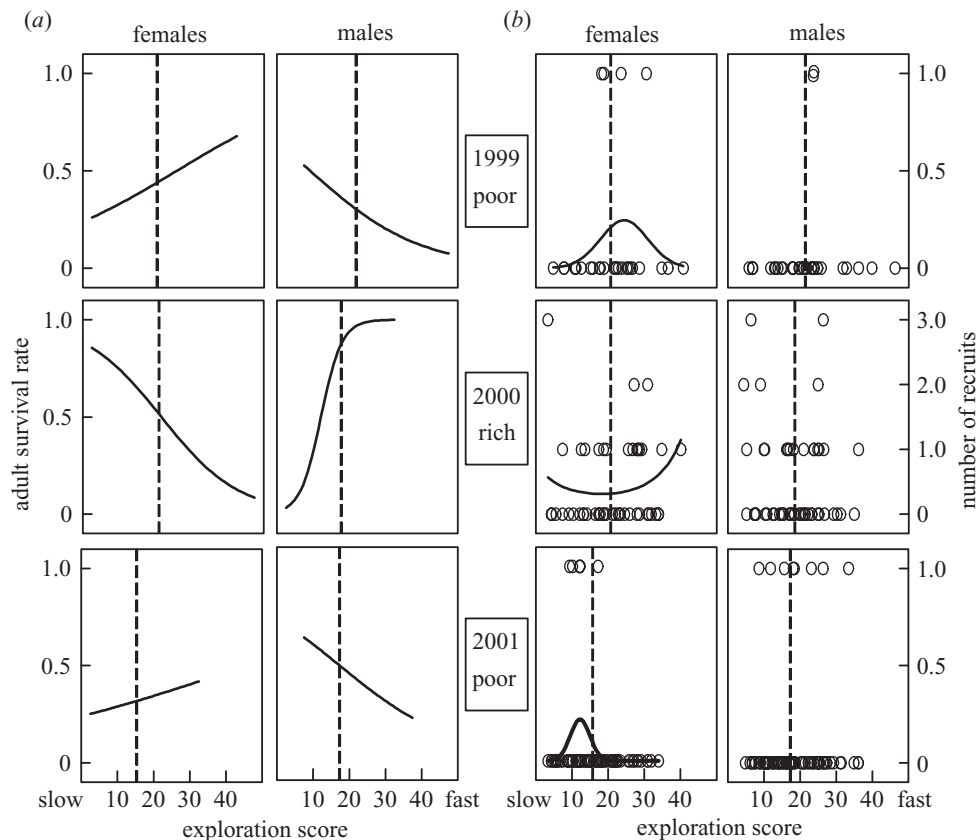 (a)
(b)
females
males
females
males
1.0
0.5
0
1999
poor
1.0
0.5
0
1.0
0.5
0
2000
rich
3.0
2.0
1.0
0
1.0
0.5
0
2001
poor
1.0
0.5
0
adult survival rate
number of recruits
slow 10 20 30 40 10 20 30 40 fast
slow 10 20 30 40 10 20 30 40 fast
exploration score
exploration score